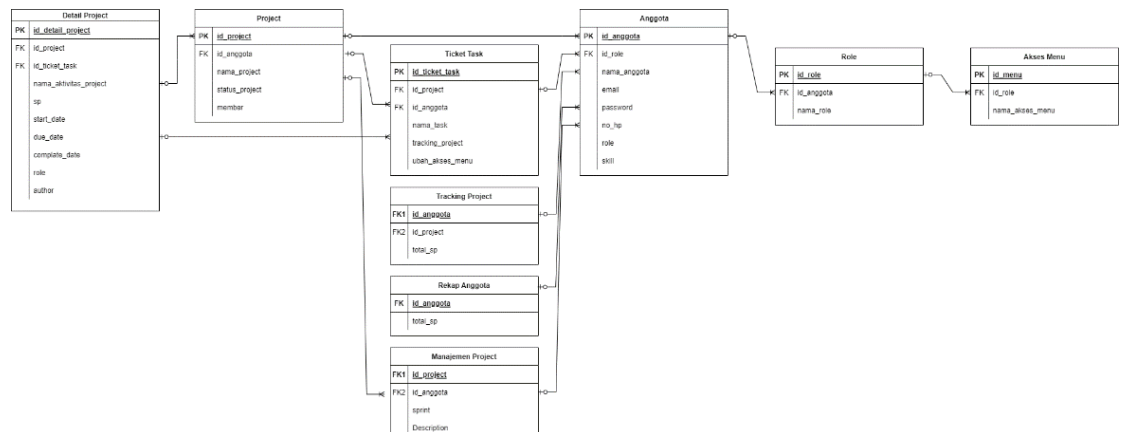 Detail Project
PK id_detail_project
FK id_project
FK id_ticket_task
nama_aktivitas_project
sp
start_date
due_date
complate_date
role
author
Project
PK id_project
FK id_anggota
nama_project
status_project
member
Ticket Task
PK id_ticket_task
FK id_project
FK id_anggota
nama_task
tracking_project
ubah_akses_menu
Tracking Project
FK1 id_anggota
FK2 id_project
total_sp
Rekap Anggota
FK id_anggota
total_sp
Manajemen Project
FK1 id_project
FK2 id_anggota
sprint
Description
Anggota
PK id_anggota
FK id_role
nama_anggota
email
password
no_hp
role
skill
Role
PK id_role
FK id_anggota
nama_role
Akses Menu
PK id_menu
FK id_role
nama_akses_menu